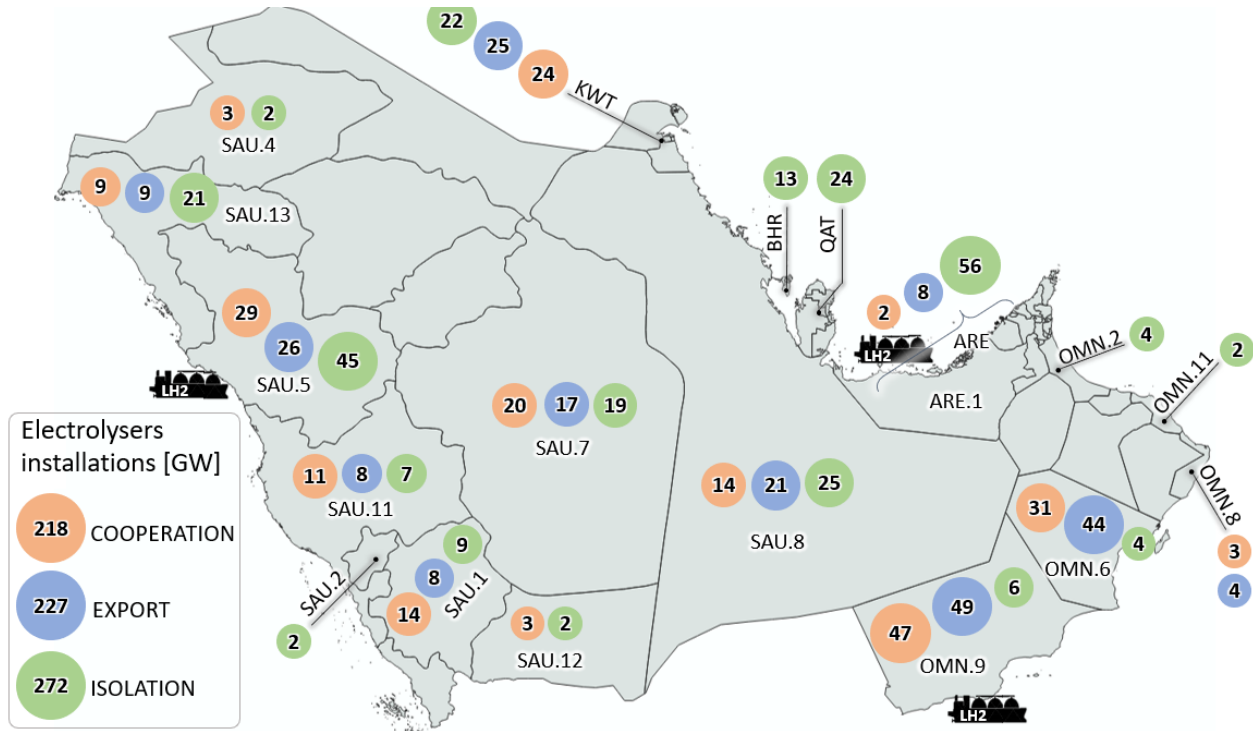 22
25
24
KWT
3 2
SAU.4
9 9 21
SAU.13
13 24
BHR
QAT
56
8
2
LH2
ARE
ARE.1
4
OMN.2
2
OMN.11
29
26
45
SAU.5
LH2
20 17 19
SAU.7
11 8 7
SAU.11
14 21 25
SAU.8
31
44
4
OMN.6
OMN.8
3
4
9
8
14
SAU.1
SAU.2
2
3 2
SAU.12
6
49
47
OMN.9
LH2
Electrolysers
installations [GW]
218 COOPERATION
227 EXPORT
272 ISOLATION